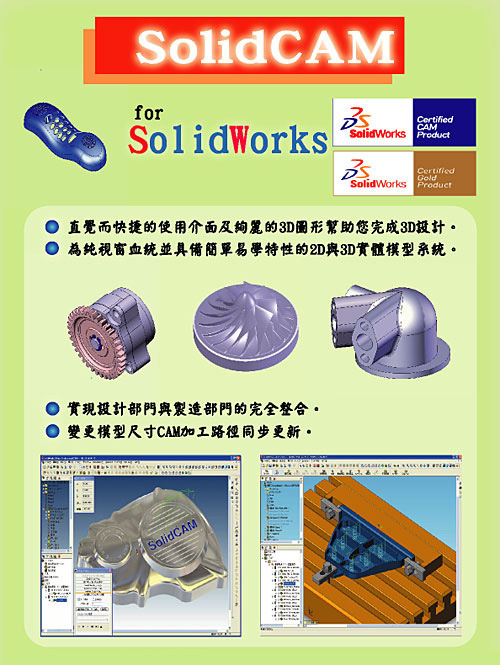 SolidCAM
for
SolidWorks
SolidWorks
Certified
CAM
Product
SolidWorks
Certified
Gold
Product
直覺而快捷的使用介面及絢麗的3D圖形幫助您完成3D設計。
為純視窗血統並具備簡單易學特性的2D與3D實體模型系統。
實現設計部門與製造部門的完全整合。
變更模型尺寸CAM加工路徑同步更新。
SolidCAM